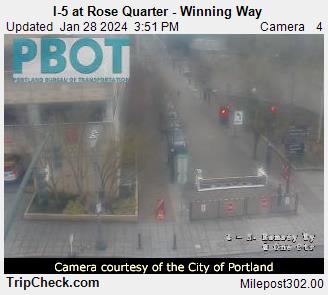 I-5 at Rose Quarter - Winning Way
Updated Jan 28 2024 3:51 PM Camera 4
PBOT
PORTLAND BUREAU OF TRANSPORTATION
Camera courtesy of the City of Portland
TripCheck.com Milepost302.00